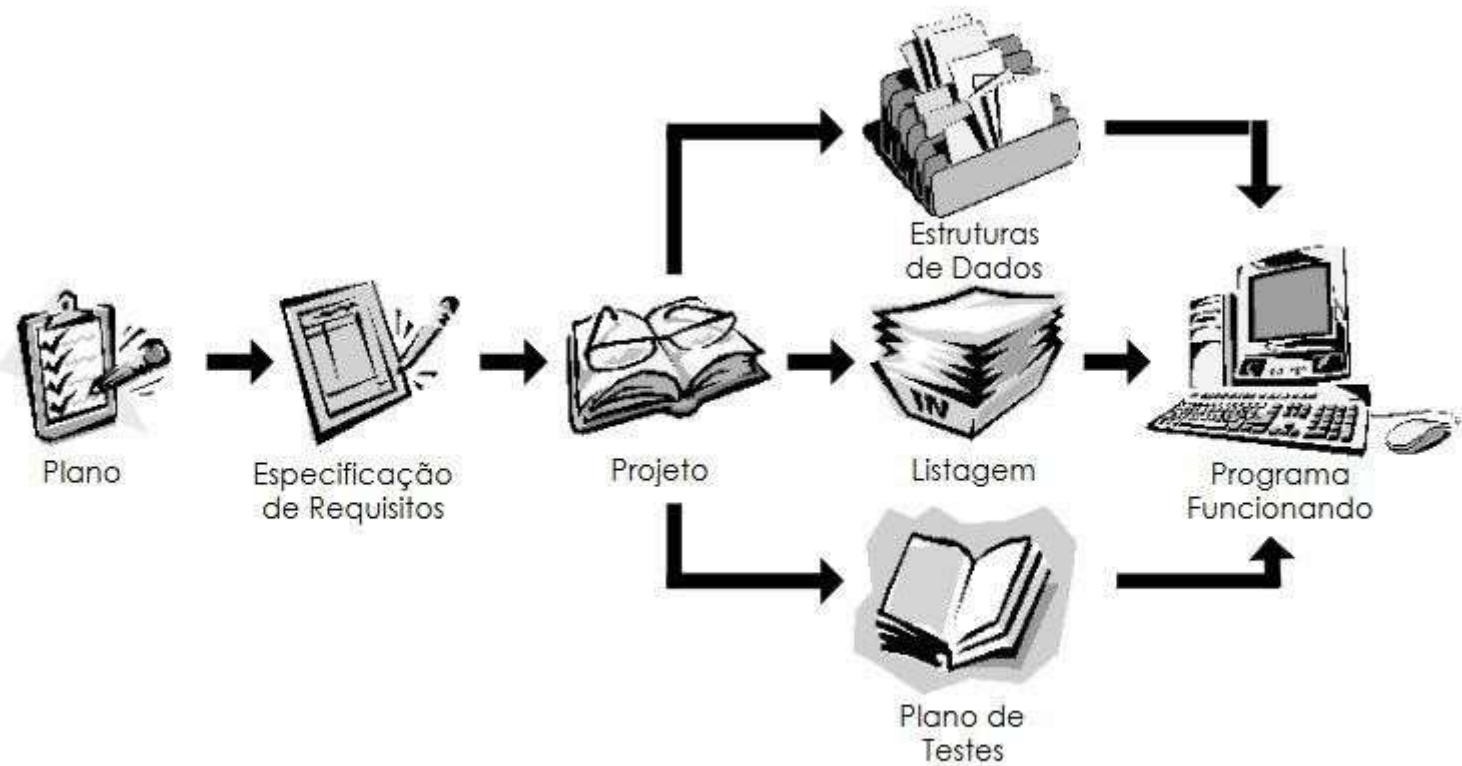 Estruturas
de Dados
Plano
Especificação
de Requisitos
Projeto
Listagem
Programa
Funcionando
Plano de
Testes